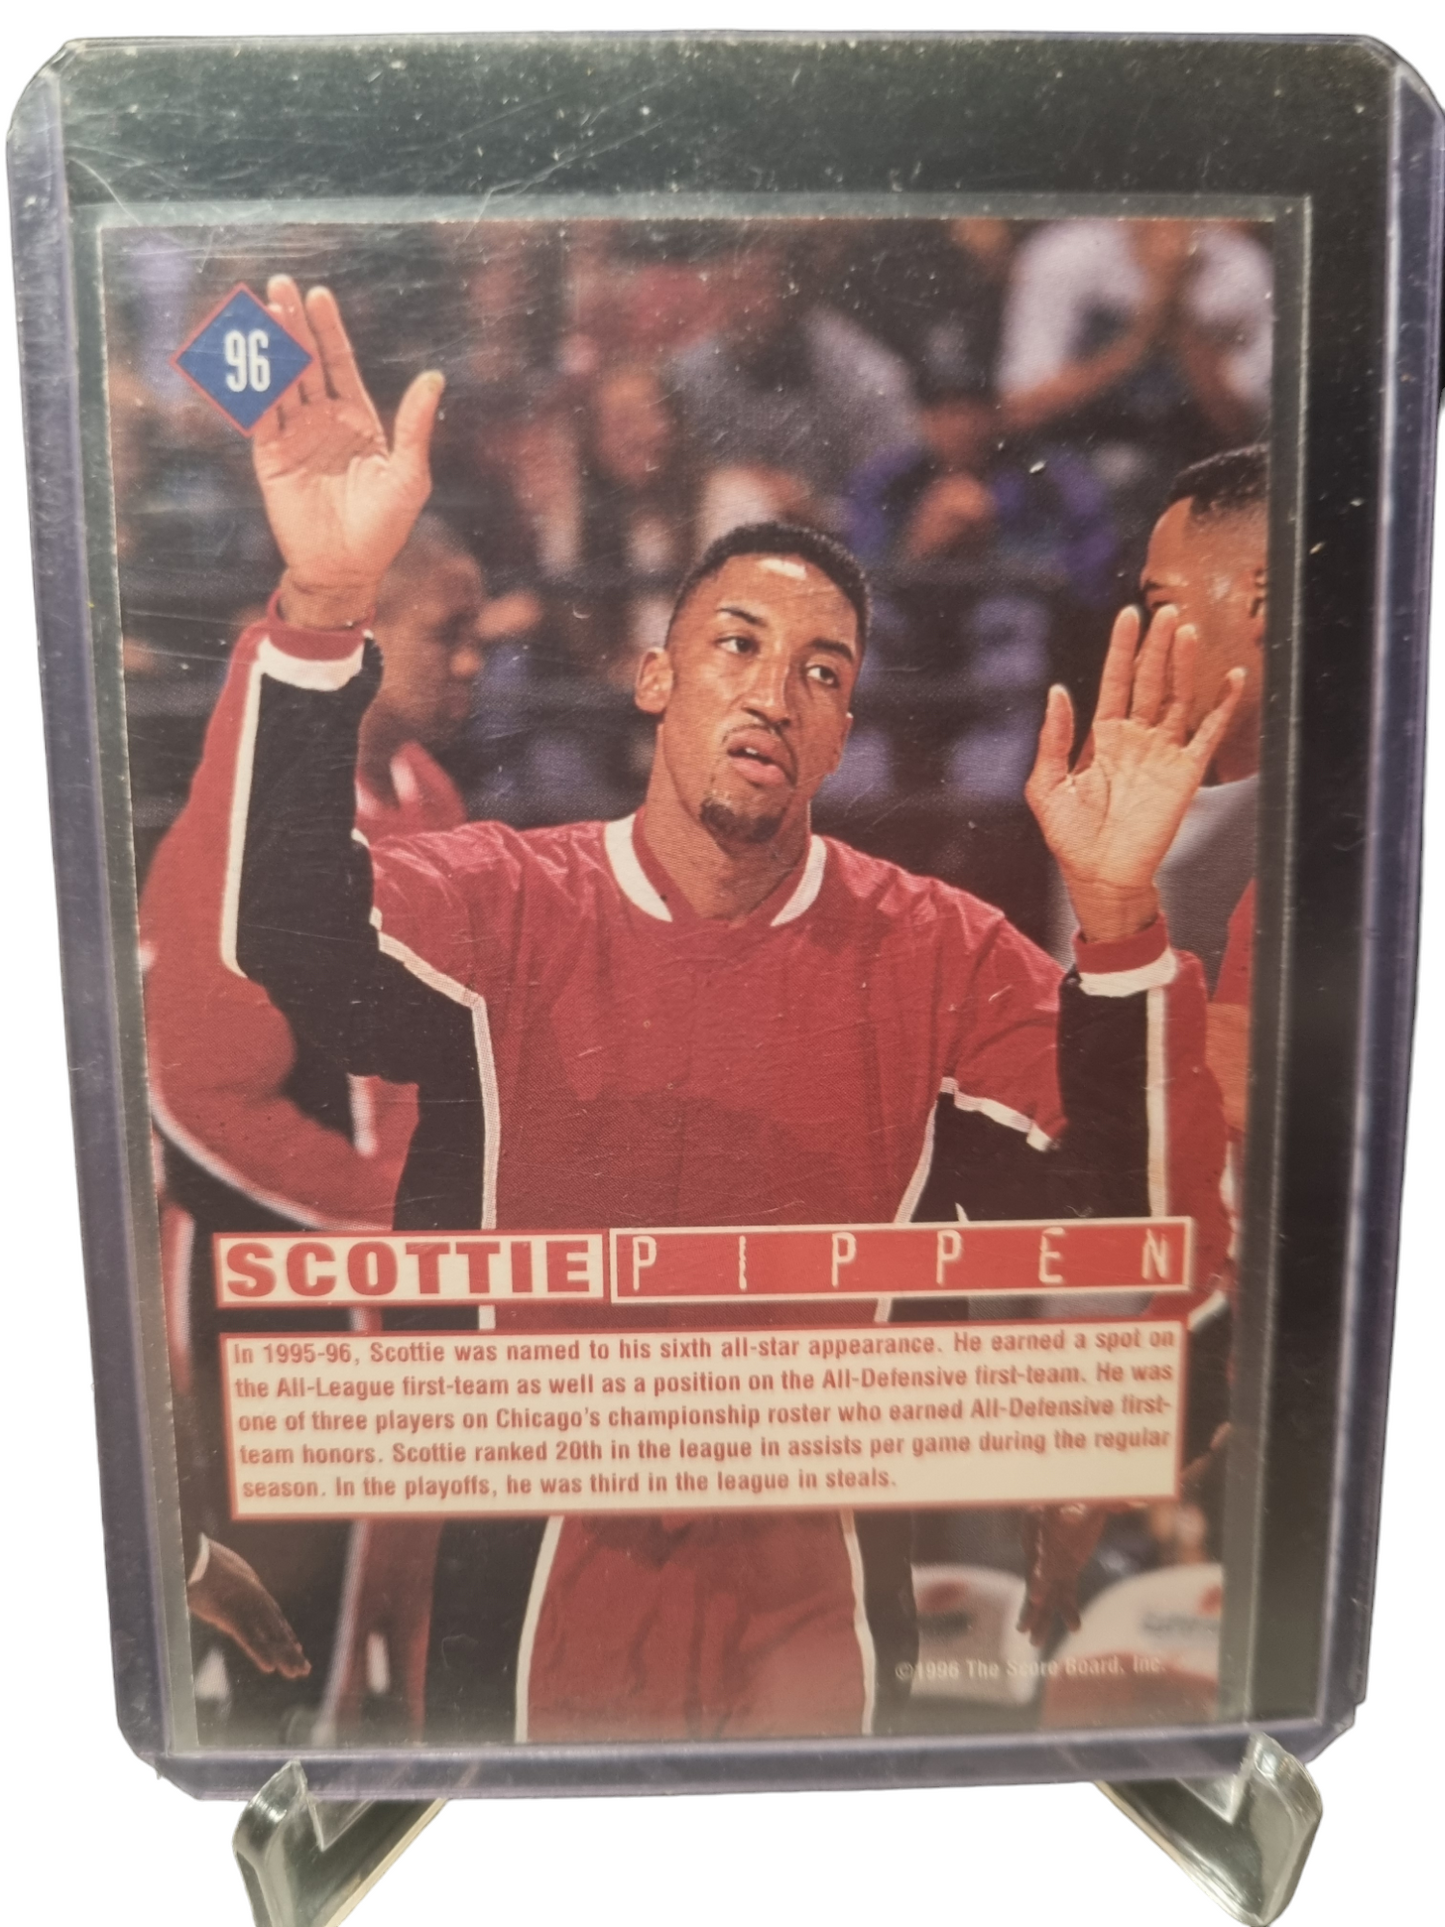 96
SCOTTIE PIPPEN
In 1995-96, Scottie was named to his sixth all-star appearance. He earned a spot on
the All-League first-team as well as a position on the All-Defensive first-team. He was
one of three players on Chicago's championship roster who earned All-Defensive first-
team honors. Scottie ranked 20th in the league in assists per game during the regular
season. In the playoffs, he was third in the league in steals.
©1996 The Score Board, Inc.